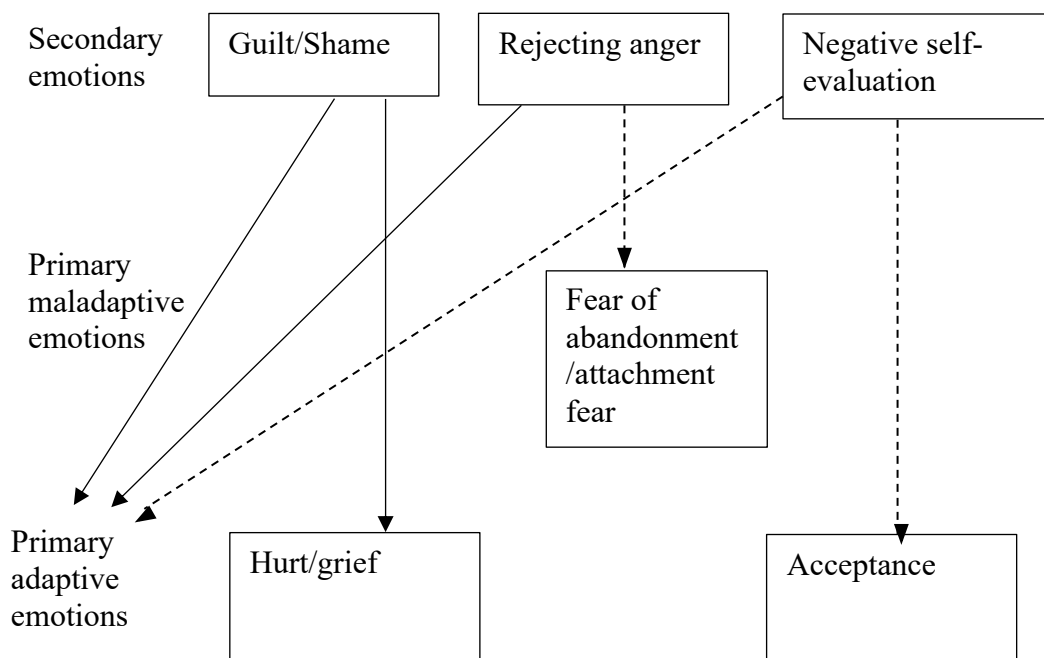 Secondary
emotions
Guilt/Shame
Rejecting anger
Negative self-
evaluation
Primary
maladaptive
emotions
Fear of
abandonment
/attachment
fear
Primary
adaptive
emotions
Hurt/grief
Acceptance